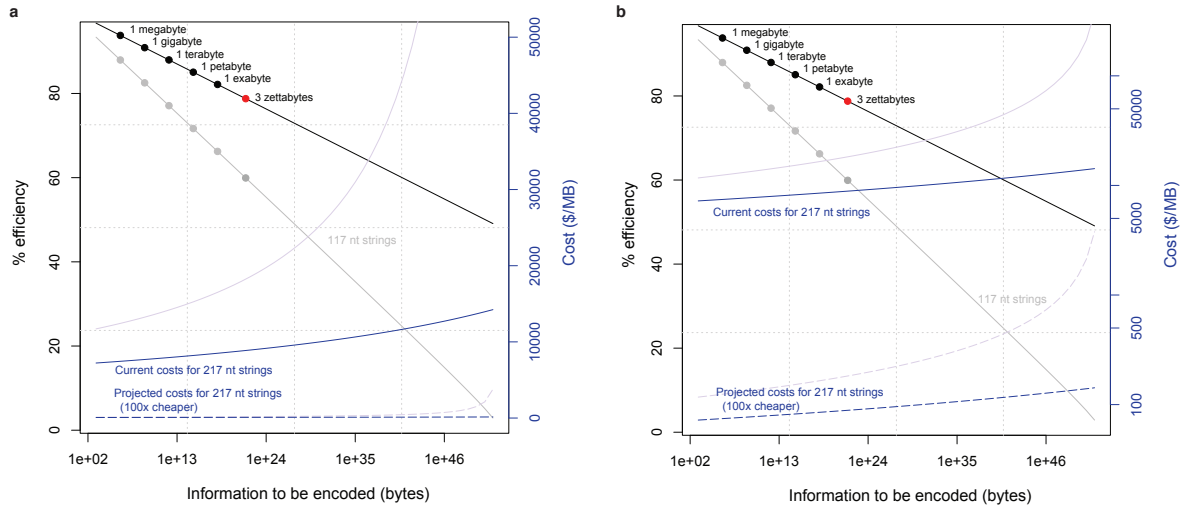 a
% efficiency
80
60
40
20
0
1 megabyte
1 gigabyte
1 terabyte
1 petabyte
1 exabyte
3 zettabytes
117 nt strings
Current costs for 217 nt strings
Projected costs for 217 nt strings
(100x cheaper)
50000
40000
30000
20000
10000
0
Cost ($/MB)
1e+02
1e+13
1e+24
1e+35
1e+46
Information to be encoded (bytes)
b
% efficiency
80
60
40
20
0
1 megabyte
1 gigabyte
1 terabyte
1 petabyte
1 exabyte
3 zettabytes
Current costs for 217 nt strings
117 nt strings
Projected costs for 217 nt strings
(100x cheaper)
50000
5000
500
100
Cost ($/MB)
1e+02
1e+13
1e+24
1e+35
1e+46
Information to be encoded (bytes)